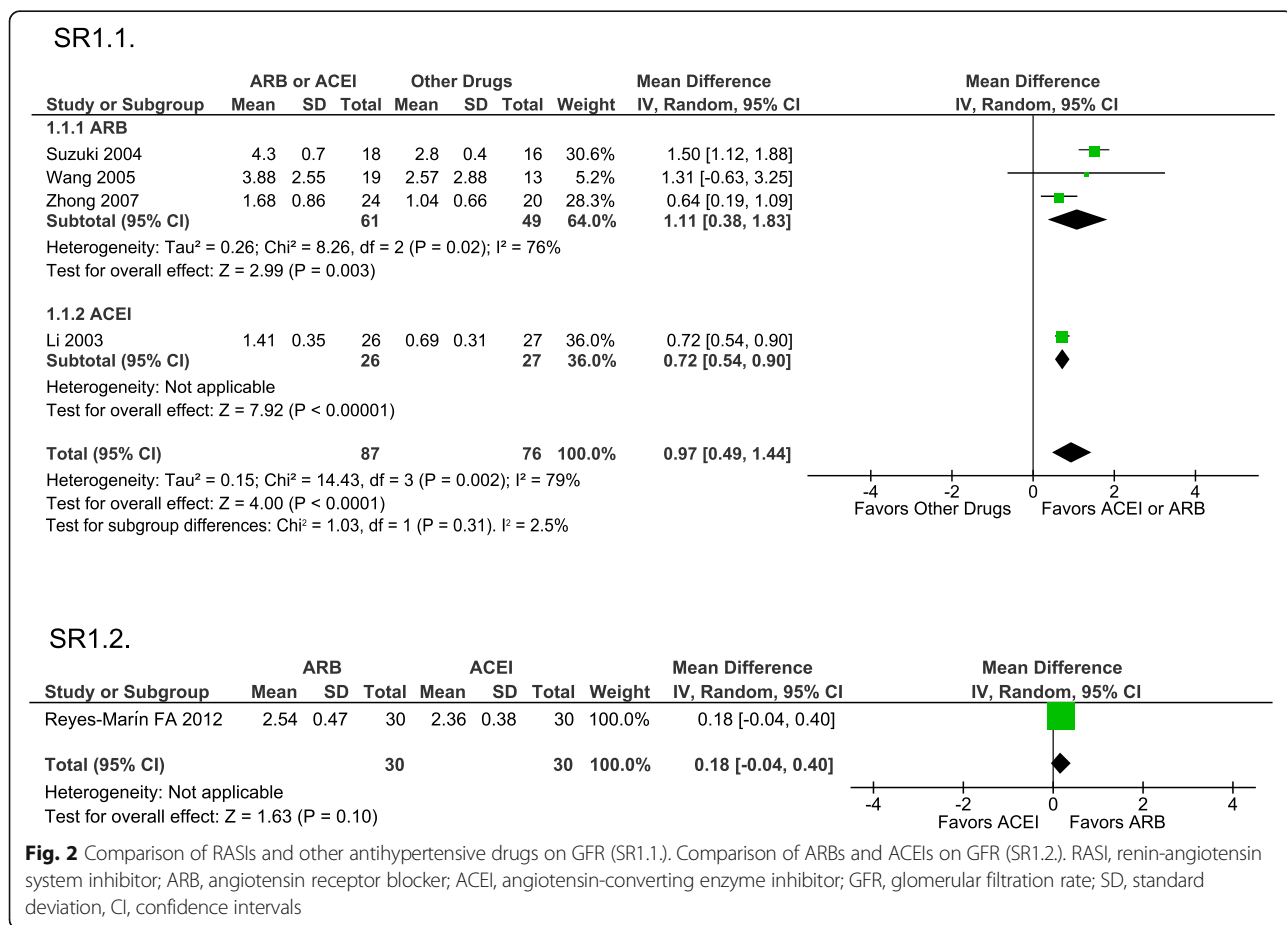 SR1.1.
ARB or ACEI Other Drugs Mean Difference Mean Difference
Study or Subgroup Mean SD Total Mean SD Total Weight IV, Random, 95% CI IV, Random, 95% CI
1.1.1 ARB
Suzuki 2004 4.3 0.7 18 2.8 0.4 16 30.6% 1.50 [1.12, 1.88]
Wang 2005 3.88 2.55 19 2.57 2.88 13 5.2% 1.31 [-0.63, 3.25]
Zhong 2007 1.68 0.86 24 1.04 0.66 20 28.3% 0.64 [0.19, 1.09]
Subtotal (95% CI) 61 49 64.0% 1.11 [0.38, 1.83]
Heterogeneity: Tau² = 0.26; Chi² = 8.26, df = 2 (P = 0.02); I² = 76%
Test for overall effect: Z = 2.99 (P = 0.003)
1.1.2 ACEI
Li 2003 1.41 0.35 26 0.69 0.31 27 36.0% 0.72 [0.54, 0.90]
Subtotal (95% CI) 26 27 36.0% 0.72 [0.54, 0.90]
Heterogeneity: Not applicable
Test for overall effect: Z = 7.92 (P < 0.00001)
Total (95% CI) 87 76 100.0% 0.97 [0.49, 1.44]
Heterogeneity: Tau² = 0.15; Chi² = 14.43, df = 3 (P = 0.002); I² = 79%
Test for overall effect: Z = 4.00 (P < 0.0001)
Test for subgroup differences: Chi² = 1.03, df = 1 (P = 0.31). I² = 2.5%
-4 -2 0 2 4
Favors Other Drugs Favors ACEI or ARB
SR1.2.
ARB ACEI Mean Difference Mean Difference
Study or Subgroup Mean SD Total Mean SD Total Weight IV, Random, 95% CI IV, Random, 95% CI
Reyes-Marín FA 2012 2.54 0.47 30 2.36 0.38 30 100.0% 0.18 [-0.04, 0.40]
Total (95% CI) 30 30 100.0% 0.18 [-0.04, 0.40]
Heterogeneity: Not applicable
Test for overall effect: Z = 1.63 (P = 0.10)
-4 -2 0 2 4
Favors ACEI Favors ARB
Fig. 2 Comparison of RASIs and other antihypertensive drugs on GFR (SR1.1.). Comparison of ARBs and ACEIs on GFR (SR1.2.). RASI, renin-angiotensin
system inhibitor; ARB, angiotensin receptor blocker; ACEI, angiotensin-converting enzyme inhibitor; GFR, glomerular filtration rate; SD, standard
deviation, CI, confidence intervals